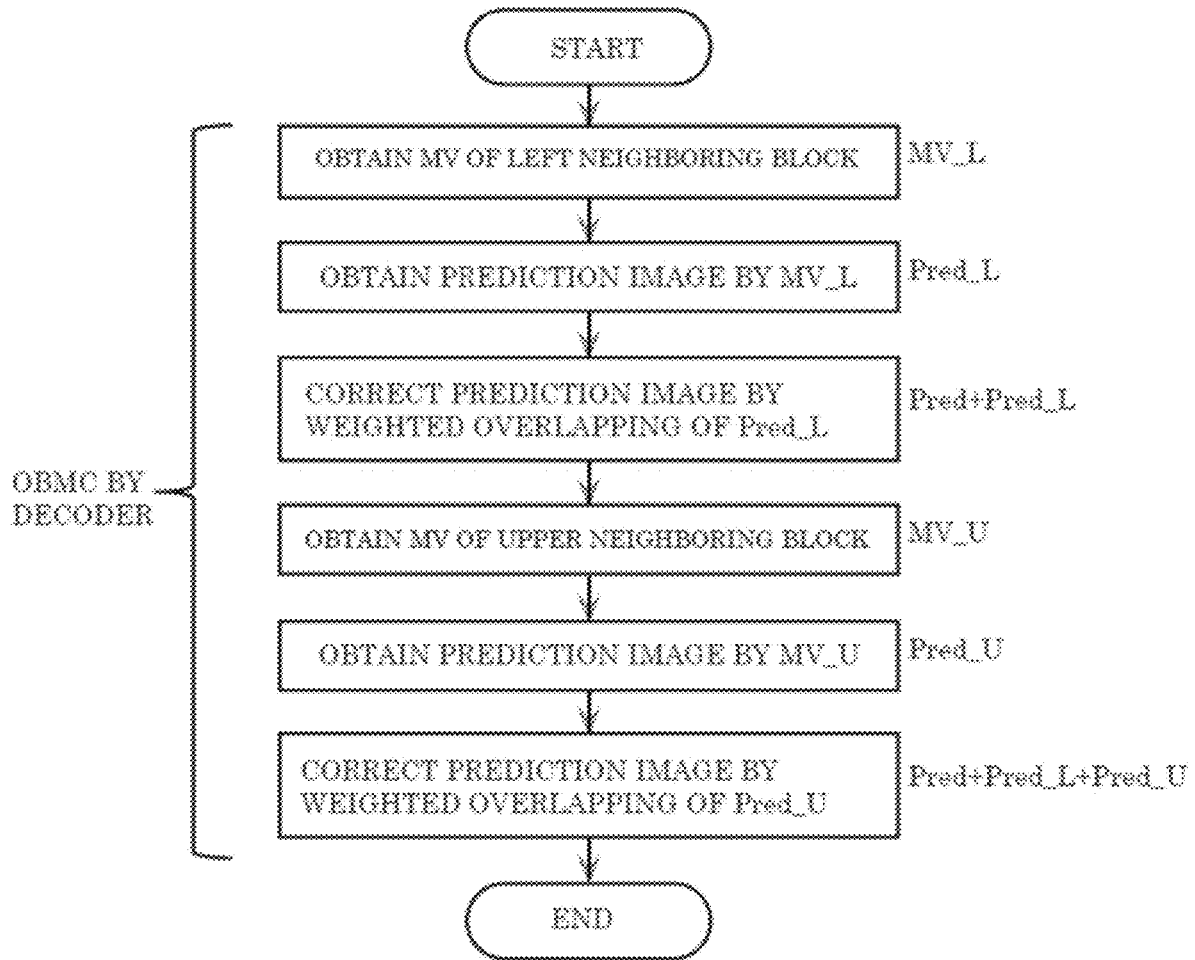 START
OBTAIN MV OF LEFT NEIGHBORING BLOCK
MV_L
OBTAIN PREDICTION IMAGE BY MV_L
Pred_L
CORRECT PREDICTION IMAGE BY
WEIGHTED OVERLAPPING OF Pred_L
Pred+Pred_L
OBMC BY
DECODER
OBTAIN MV OF UPPER NEIGHBORING BLOCK
MV_U
OBTAIN PREDICTION IMAGE BY MV_U
Pred_U
CORRECT PREDICTION IMAGE BY
WEIGHTED OVERLAPPING OF Pred_U
Pred+Pred_L+Pred_U
END